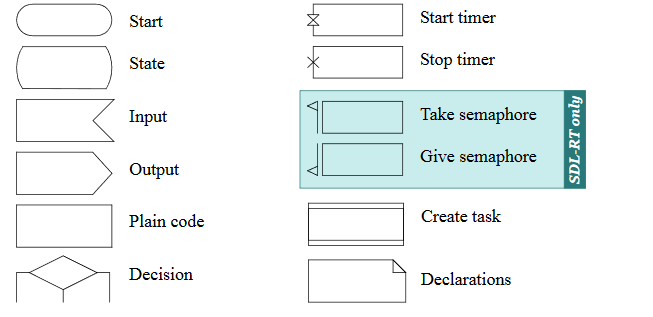 Start
State
Input
Output
Plain code
Decision
Start timer
Stop timer
Take semaphore
Give semaphore
SDL-RT only
Create task
Declarations